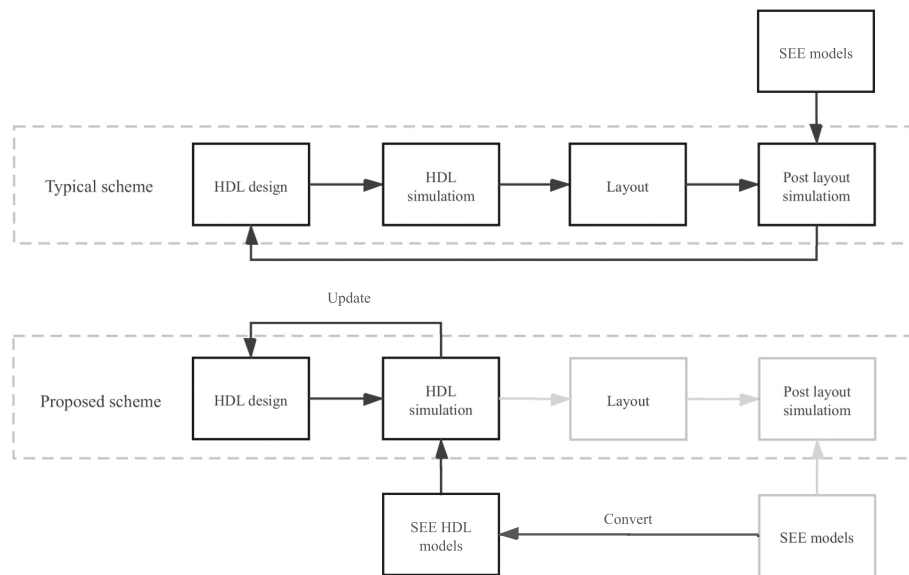 SEE models
Typical scheme
HDL design
HDL
simulatiom
Layout
Post layout
simulatiom
Update
Proposed scheme
HDL design
HDL
simulation
Layout
Post layout
simulatiom
SEE HDL
models
Convert
SEE models